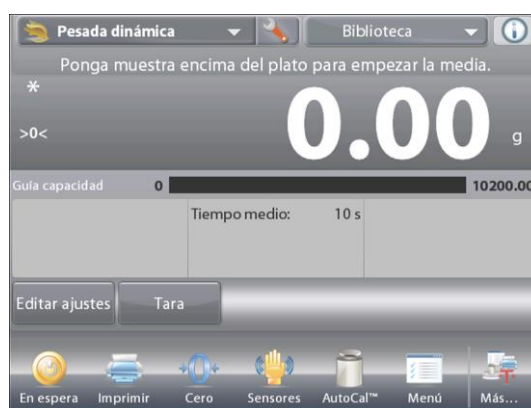 Pesada dinámica Biblioteca
Ponga muestra encima del plato para empezar la media.
*
>0< 0.00 g
Guía capacidad 0 10200.00
Tiempo medio: 10 s
Editar ajustes Tara
En espera Imprimir Cero Sensores AutoCal™ Menú Más...